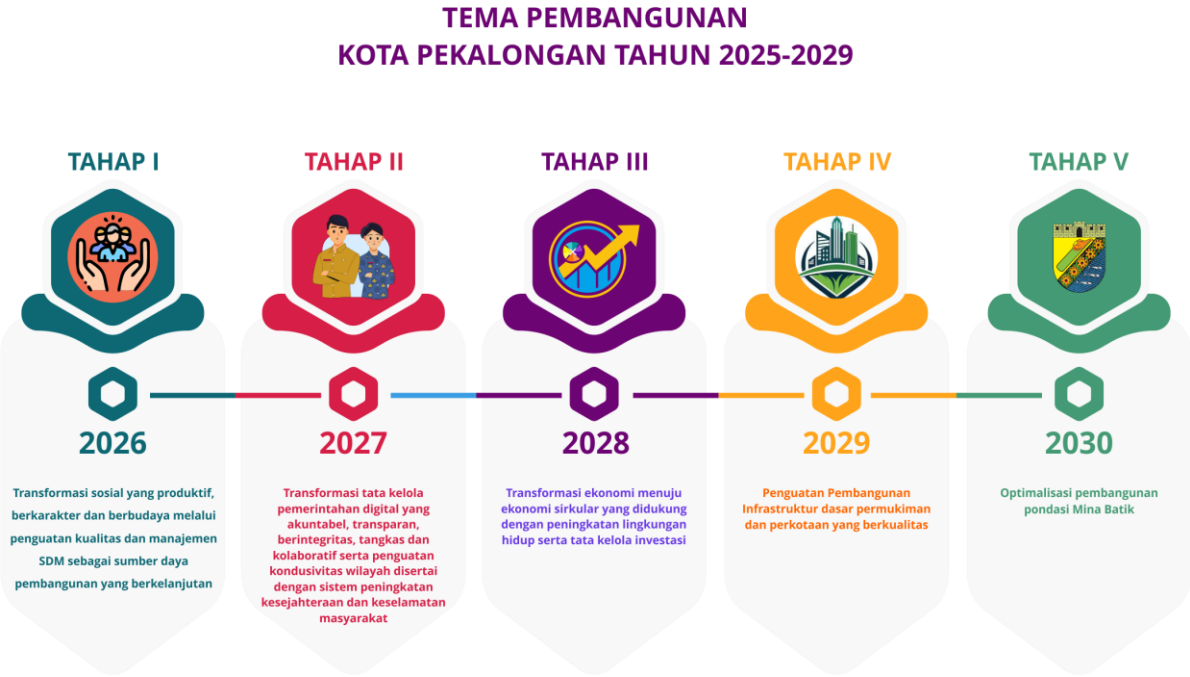 TEMA PEMBANGUNAN
KOTA PEKALONGAN TAHUN 2025-2029
TAHAP I
2026
Transformasi sosial yang produktif,
berkarakter dan berbudaya melalui
penguatan kualitas dan manajemen
SDM sebagai sumber daya
pembangunan yang berkelanjutan
TAHAP II
2027
Transformasi tata kelola
pemerintahan digital yang
akuntabel, transparan,
berintegritas, tangkas dan
kolaboratif serta penguatan
kondusivitas wilayah disertai
dengan sistem peningkatan
kesejahteraan dan keselamatan
masyarakat
TAHAP III
2028
Transformasi ekonomi menuju
ekonomi sirkular yang didukung
dengan peningkatan lingkungan
hidup serta tata kelola investasi
TAHAP IV
2029
Penguatan Pembangunan
Infrastruktur dasar permukiman
dan perkotaan yang berkualitas
TAHAP V
2030
Optimalisasi pembangunan
pondasi Mina Batik